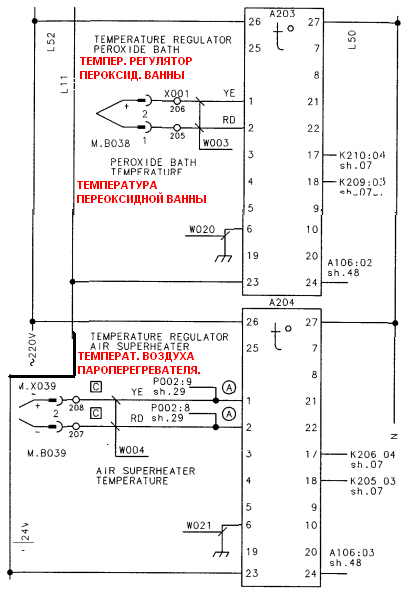 A203
26
27
L52
L50
TEMPERATURE REGULATOR
PEROXIDE BATH
t°
25
7
ТЕМПЕР. РЕГУЛЯТОР
ПЕРОКСИД. ВАННЫ
L11
8
X001
YE
1
21
+
2
206
RD
2
22
-
1
205
M.B038
W003
3
17
K210:04
sh.07
PEROXIDE BATH
TEMPERATURE
4
18
K209:03
sh.07
ТЕМПЕРАТУРА
ПЕРЕОКСИДНОЙ ВАННЫ
5
9
W020
6
10
19
20
A106:02
sh.48
23
24
A204
26
27
~220V
TEMPERATURE REGULATOR
AIR SUPERHEATER
t°
25
7
ТЕМПЕРАТ. ВОЗДУХА
ПАРОПЕРЕГРЕВАТЕЛЯ.
8
M.X039
C
P002:9
sh.29
A
YE
1
21
+
2
208
C
P002:8
sh.29
A
RD
2
22
-
207
N
M.B039
W004
3
17
K206 04
sh.07
AIR SUPERHEATER
TEMPERATURE
4
18
K205 03
sh.07
5
9
24V
W021
6
10
19
20
A106:03
sh.48
23
24